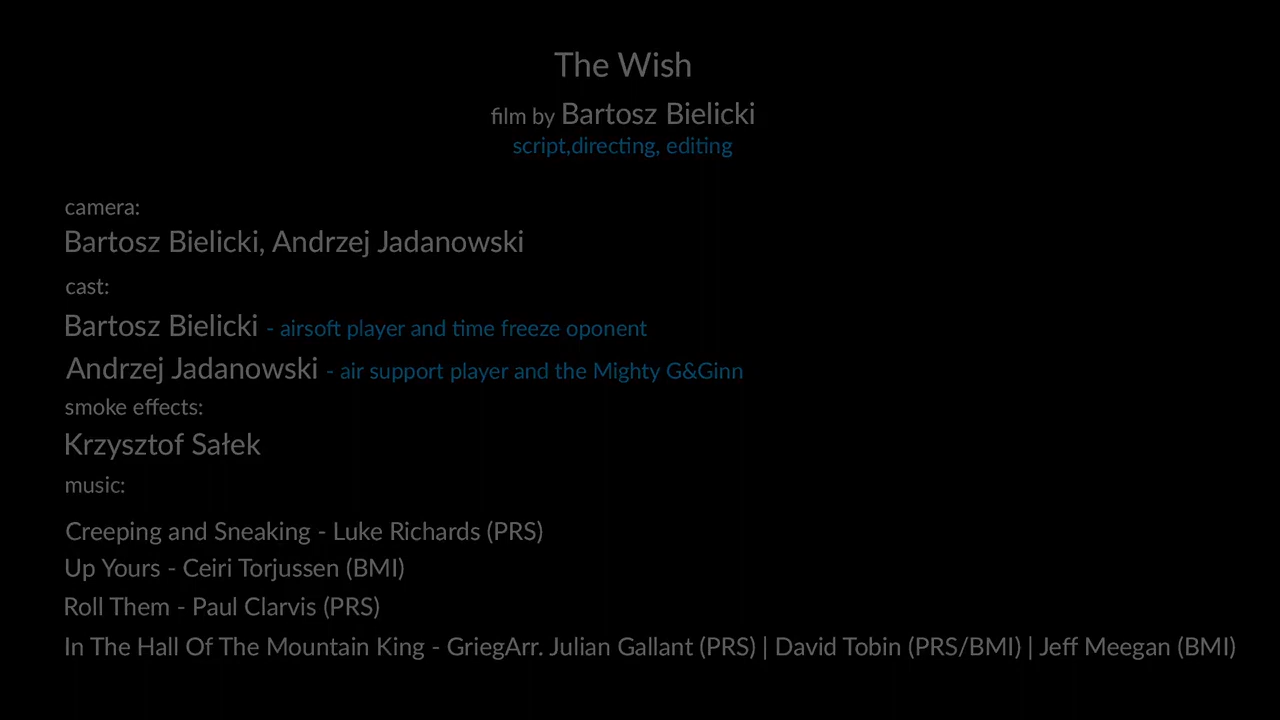 The Wish
film by Bartosz Bielicki
script,directing, editing
camera:
Bartosz Bielicki, Andrzej Jadanowski
cast:
Bartosz Bielicki - airsoft player and time freeze oponent
Andrzej Jadanowski - air support player and the Mighty G&Ginn
smoke effects:
Krzysztof Sałek
music:
Creeping and Sneaking - Luke Richards (PRS)
Up Yours - Ceiri Torjussen (BMI)
Roll Them - Paul Clarvis (PRS)
In The Hall Of The Mountain King - GriegArr. Julian Gallant (PRS) | David Tobin (PRS/BMI) | Jeff Meegan (BMI)